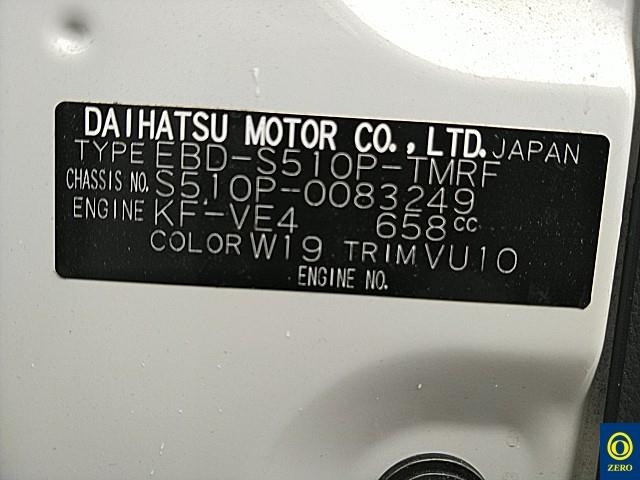 DAIHATSU MOTOR CO., LTD. JAPAN
TYPE EBD-S510P-TMRF
CHASSIS NO. S510P-0083249
ENGINE KF-VE4 658cc
COLOR W19 TRIM VU10
ENGINE NO.
ZERO